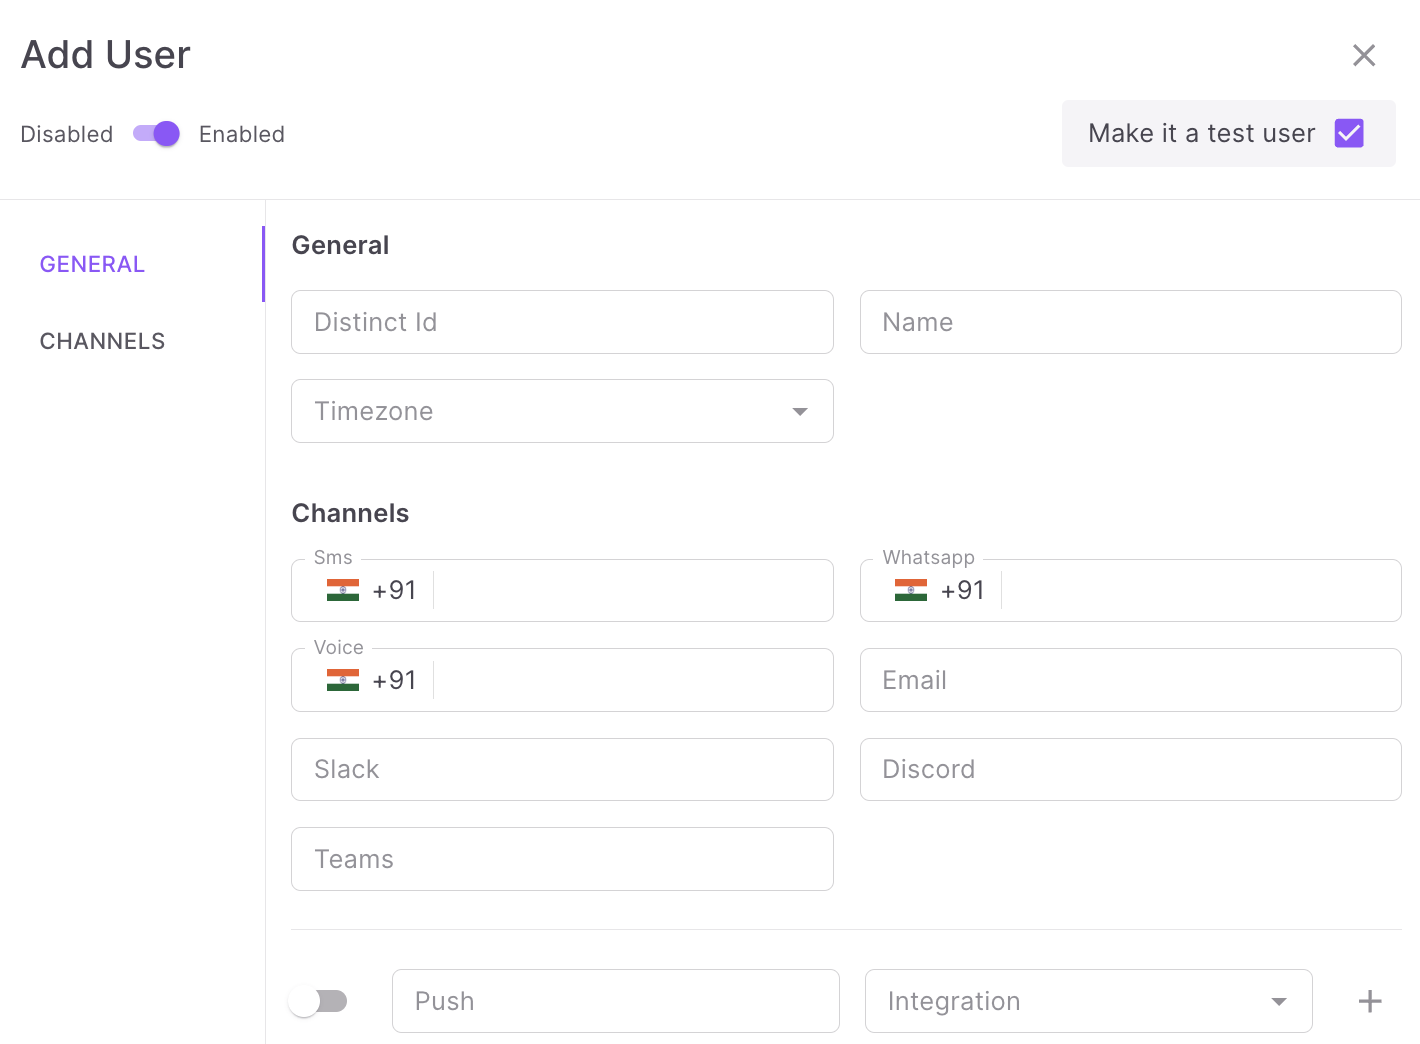 Add User
Disabled Enabled
Make it a test user
GENERAL
CHANNELS
General
Distinct Id
Name
Timezone
Channels
Sms
+91
Whatsapp
+91
Voice
+91
Email
Slack
Discord
Teams
Push
Integration